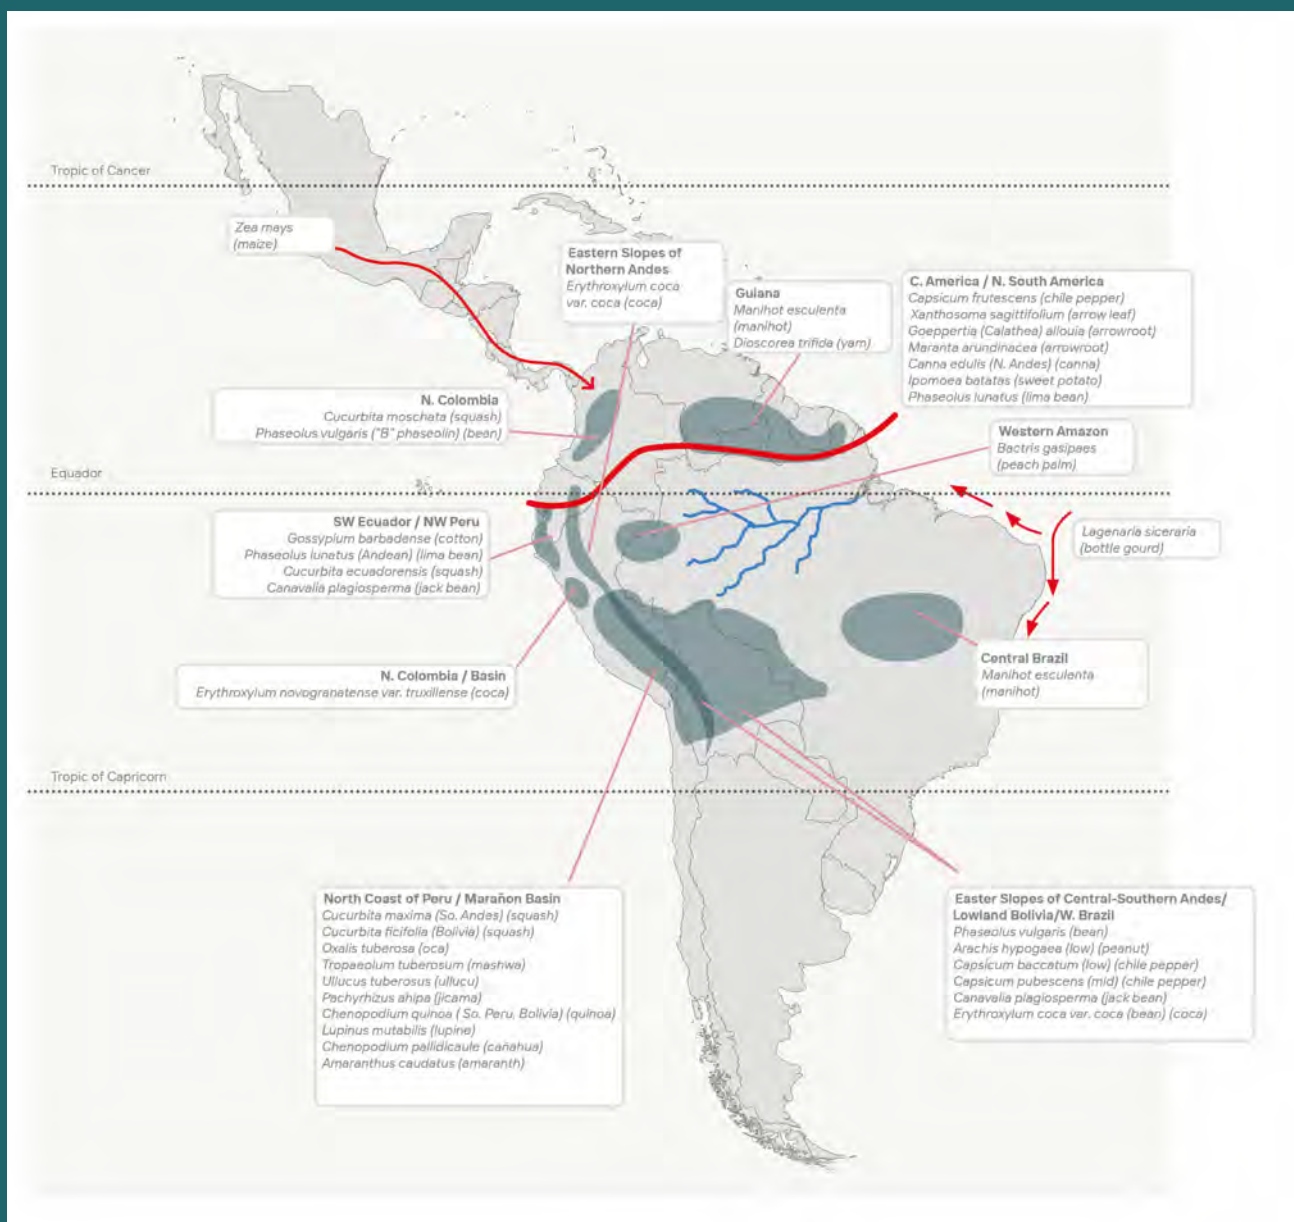 Tropic of Cancer
Zea mays
(maize)
Eastern Slopes of
Northern Andes
Erythroxylum coca
var. coca (coca)
Guiana
Manihot esculenta
(manihot)
Dioscorea trifida (yam)
C. America / N. South America
Capsicum frutescens (chile pepper)
Xanthosoma sagittifolium (arrow leaf)
Goeppertia (Calathea) allouia (arrowroot)
Maranta arundinacea (arrowroot)
Canna edulis (N. Andes) (canna)
Ipomoea batatas (sweet potato)
Phaseolus lunatus (lima bean)
N. Colombia
Cucurbita moschata (squash)
Phaseolus vulgaris ("B" phaseolin) (bean)
Western Amazon
Bactris gasipaes
(peach palm)
Equador
SW Ecuador / NW Peru
Gossypium barbadense (cotton)
Phaseolus lunatus (Andean) (lima bean)
Cucurbita ecuadorensis (squash)
Canavalia plagiosperma (jack bean)
Lagenaria siceraria
(bottle gourd)
N. Colombia / Basin
Erythroxylum novogranatense var. truxillense (coca)
Central Brazil
Manihot esculanta
(manihot)
Tropic of Capricorn
North Coast of Peru / Marañon Basin
Cucurbita maxima (So. Andes) (squash)
Cucurbita ficifolia (Bolivia) (squash)
Oxalis tuberosa (oca)
Tropaeolum tuberosum (mashwa)
Ullucus tuberosus (ullucu)
Pachyrhizus ahipa (jicama)
Chenopodium quinoa ( So. Peru, Bolivia) (quinoa)
Lupinus mutabilis (lupine)
Chenopodium pallidicaule (cañahua)
Amaranthus caudatus (amaranth)
Easter Slopes of Central-Southern Andes/
Lowland Bolivia/W. Brazil
Phaseolus vulgaris (bean)
Arachis hypogaea (low) (peanut)
Capsicum baccatum (low) (chile pepper)
Capsicum pubescens (mid) (chile pepper)
Canavalia plagiosperma (jack bean)
Erythroxylum coca var. coca (bean) (coca)